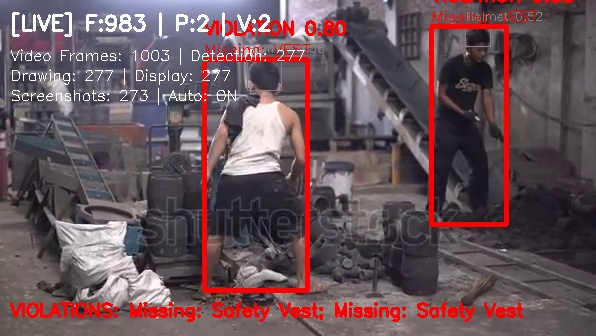 [LIVE] F:983 | P:2 | V:2
VIOLATION 0.80
Video Frames: 1003 | Detection: 277
Drawing: 277 | Display: 277
Screenshots: 273 | Auto: ON
shutterstock
VIOLATIONS: Missing: Safety Vest; Missing: Safety Vest